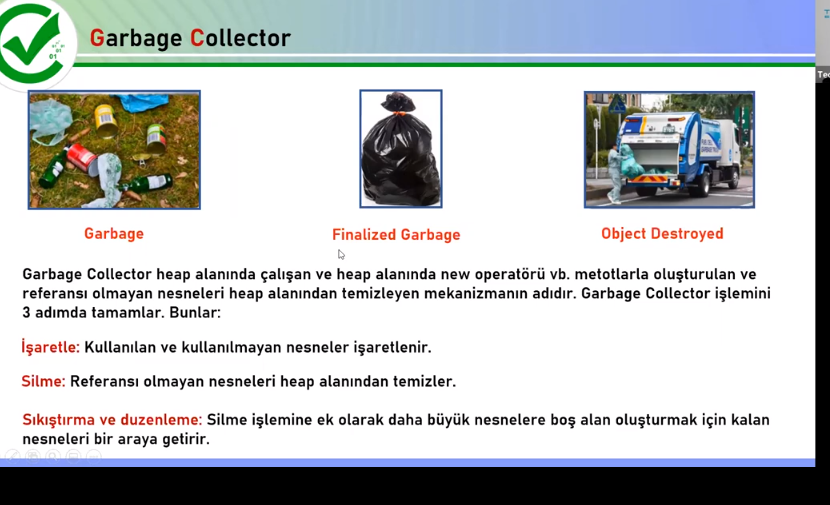 Garbage Collector
Garbage
Finalized Garbage
Object Destroyed
Garbage Collector heap alanında çalışan ve heap alanında new operatörü vb. metotlarla oluşturulan ve
referansı olmayan nesneleri heap alanından temizleyen mekanizmanın adıdır. Garbage Collector işlemini
3 adımda tamamlar. Bunlar:
İşaretle: Kullanılan ve kullanılmayan nesneler işaretlenir.
Silme: Referansı olmayan nesneleri heap alanından temizler.
Sıkıştırma ve duzenleme: Silme işlemine ek olarak daha büyük nesnelere boş alan oluşturmak için kalan
nesneleri bir araya getirir.